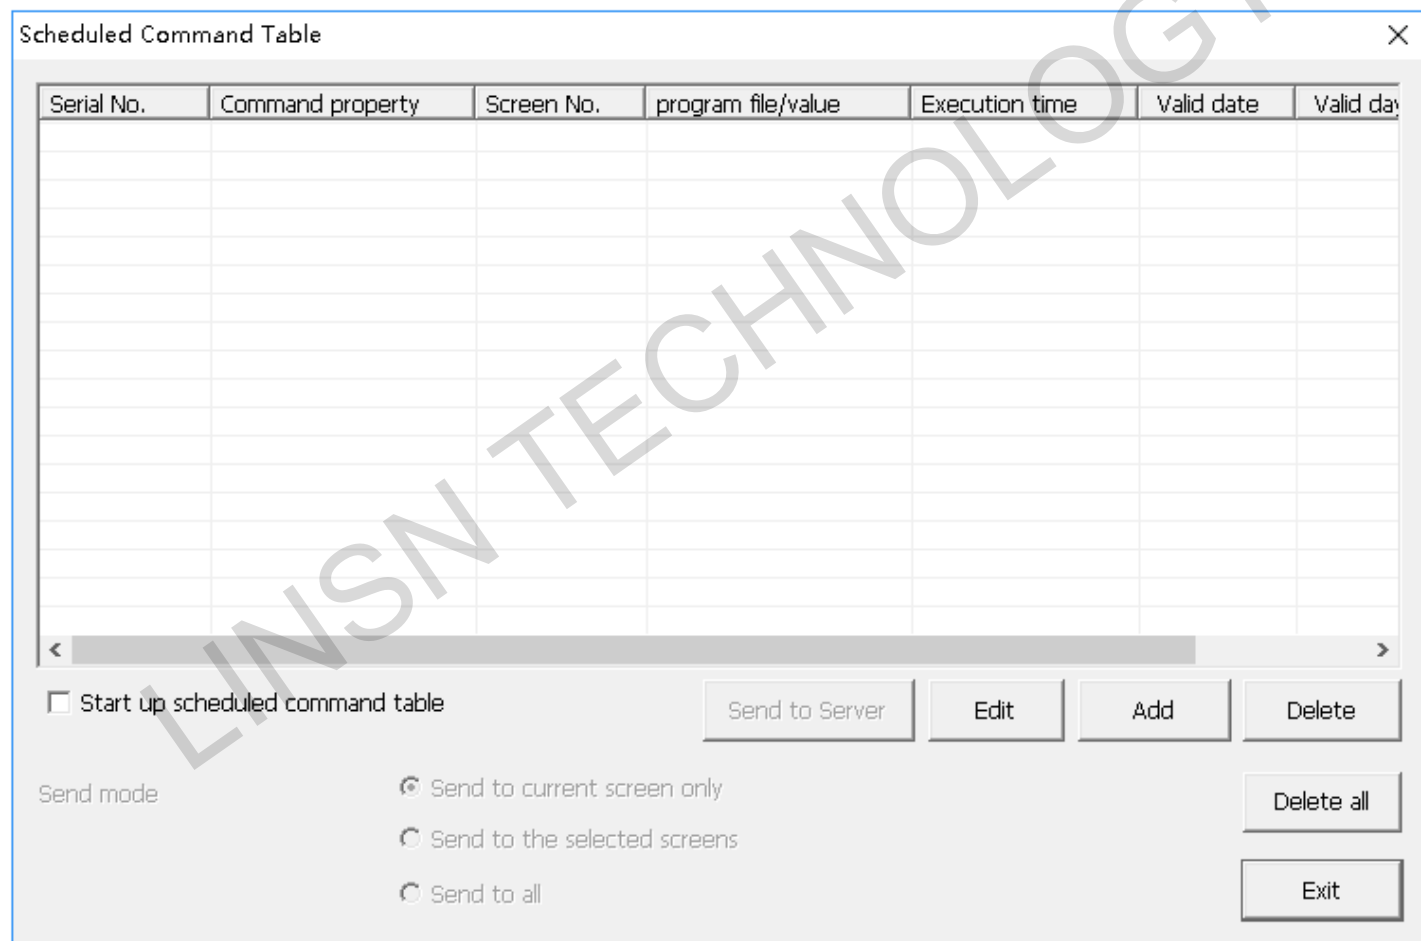 Scheduled Command Table
Serial No. Command property Screen No. program file/value Execution time Valid date Valid day
Start up scheduled command table
Send to Server Edit Add Delete
Send mode
Send to current screen only
Send to the selected screens
Send to all
Delete all
Exit
LINSN TECHNOLOGY